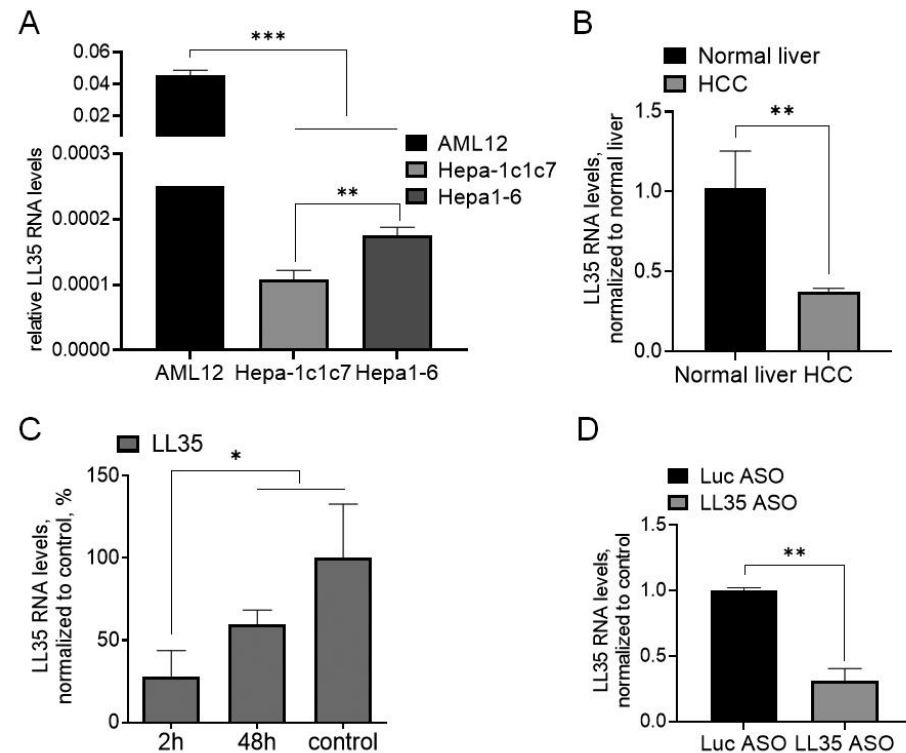 A
relative LL35 RNA levels
0.06
0.04
0.02
0.0003
0.0002
0.0001
0.0000
***
**
AML12
Hepa-1c1c7
Hepa1-6
AML12 Hepa-1c1c7 Hepa1-6
B
Normal liver
HCC
LL35 RNA levels,
normalized to normal liver
1.5
1.0
0.5
0.0
**
Normal liver HCC
C
LL35
LL35 RNA levels,
normalized to control, %
150
100
50
0
*
2h 48h control
D
Luc ASO
LL35 ASO
LL35 RNA levels,
normalized to control
1.5
1.0
0.5
0.0
**
Luc ASO LL35 ASO